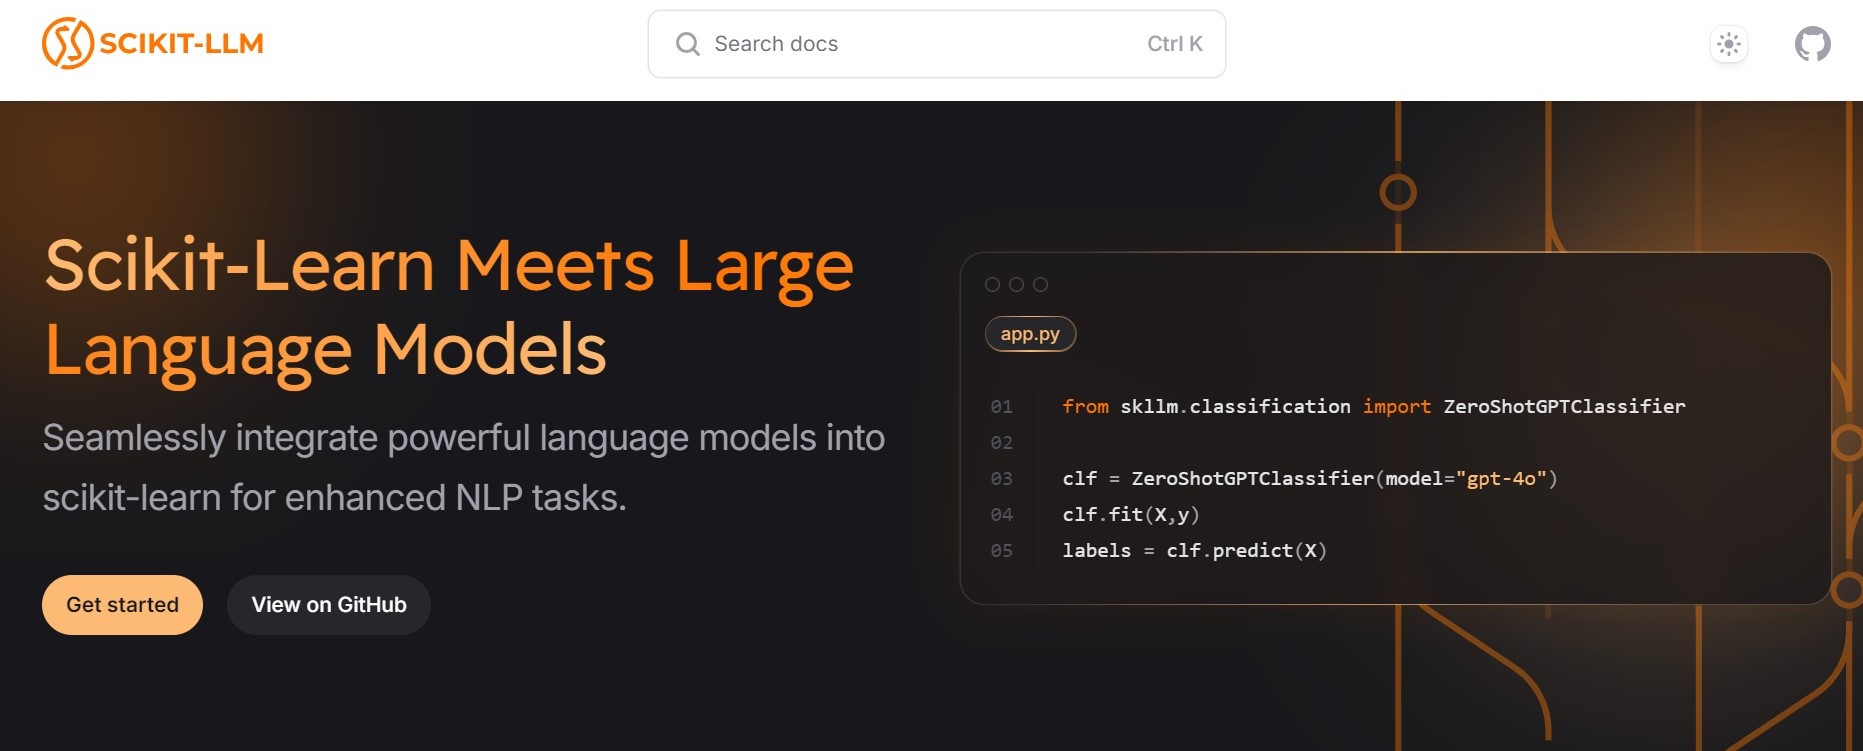 SCIKIT-LLM
Search docs
Ctrl K
Scikit-Learn Meets Large
Language Models
Seamlessly integrate powerful language models into
scikit-learn for enhanced NLP tasks.
Get started
View on GitHub
app.py
01 from skllm.classification import ZeroShotGPTClassifier
02
03 clf = ZeroShotGPTClassifier(model="gpt-4o")
04 clf.fit(X,y)
05 labels = clf.predict(X)